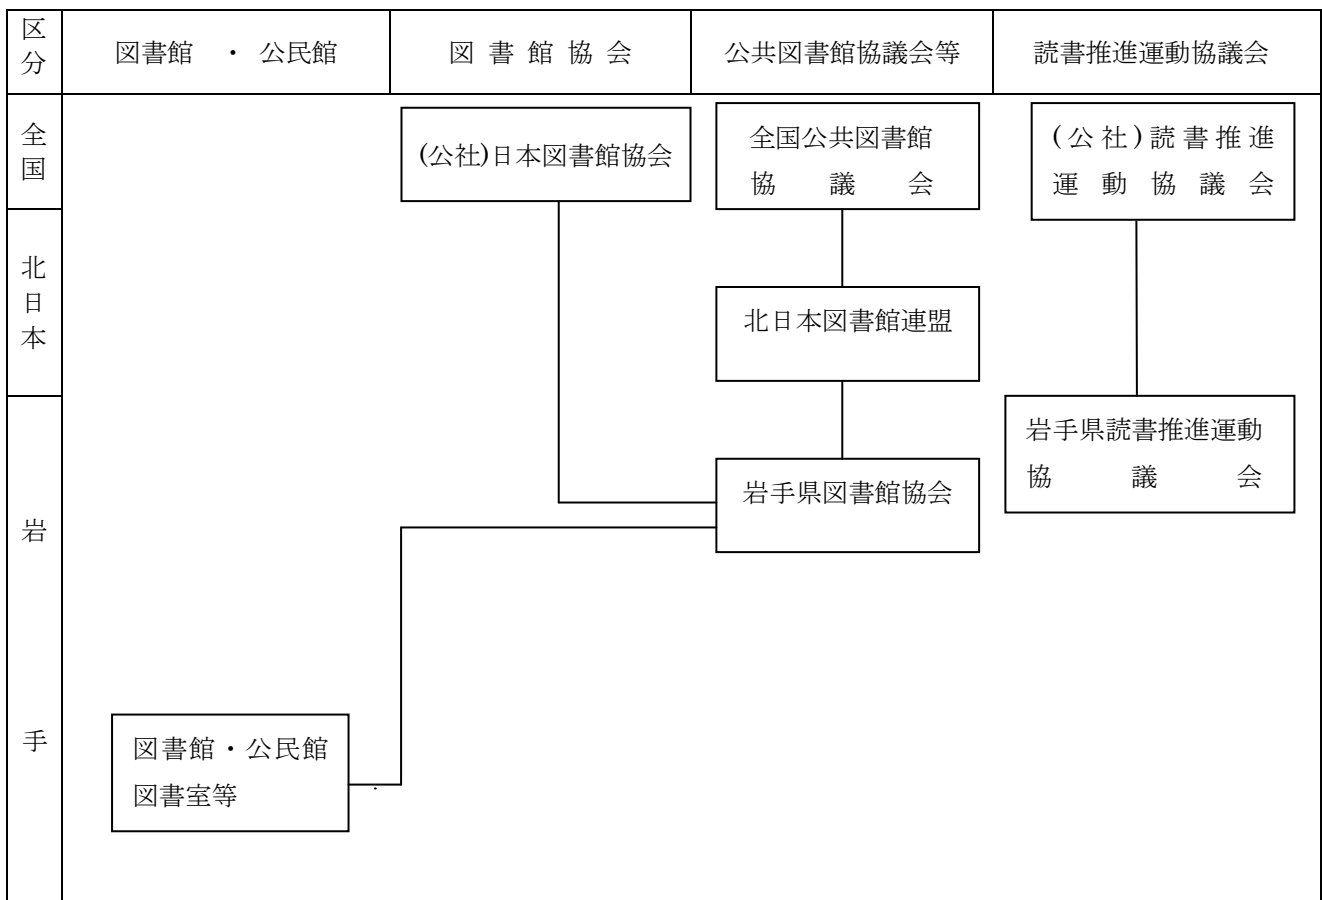 区分
図書館 ・ 公民館
図書館協会
公共図書館協議会等
読書推進運動協議会
全国
(公社)日本図書館協会
全国公共図書館
協議会
(公社)読書推進
運動協議会
北日本
北日本図書館連盟
岩手
岩手県図書館協会
岩手県読書推進運動
協議会
図書館・公民館
図書室等